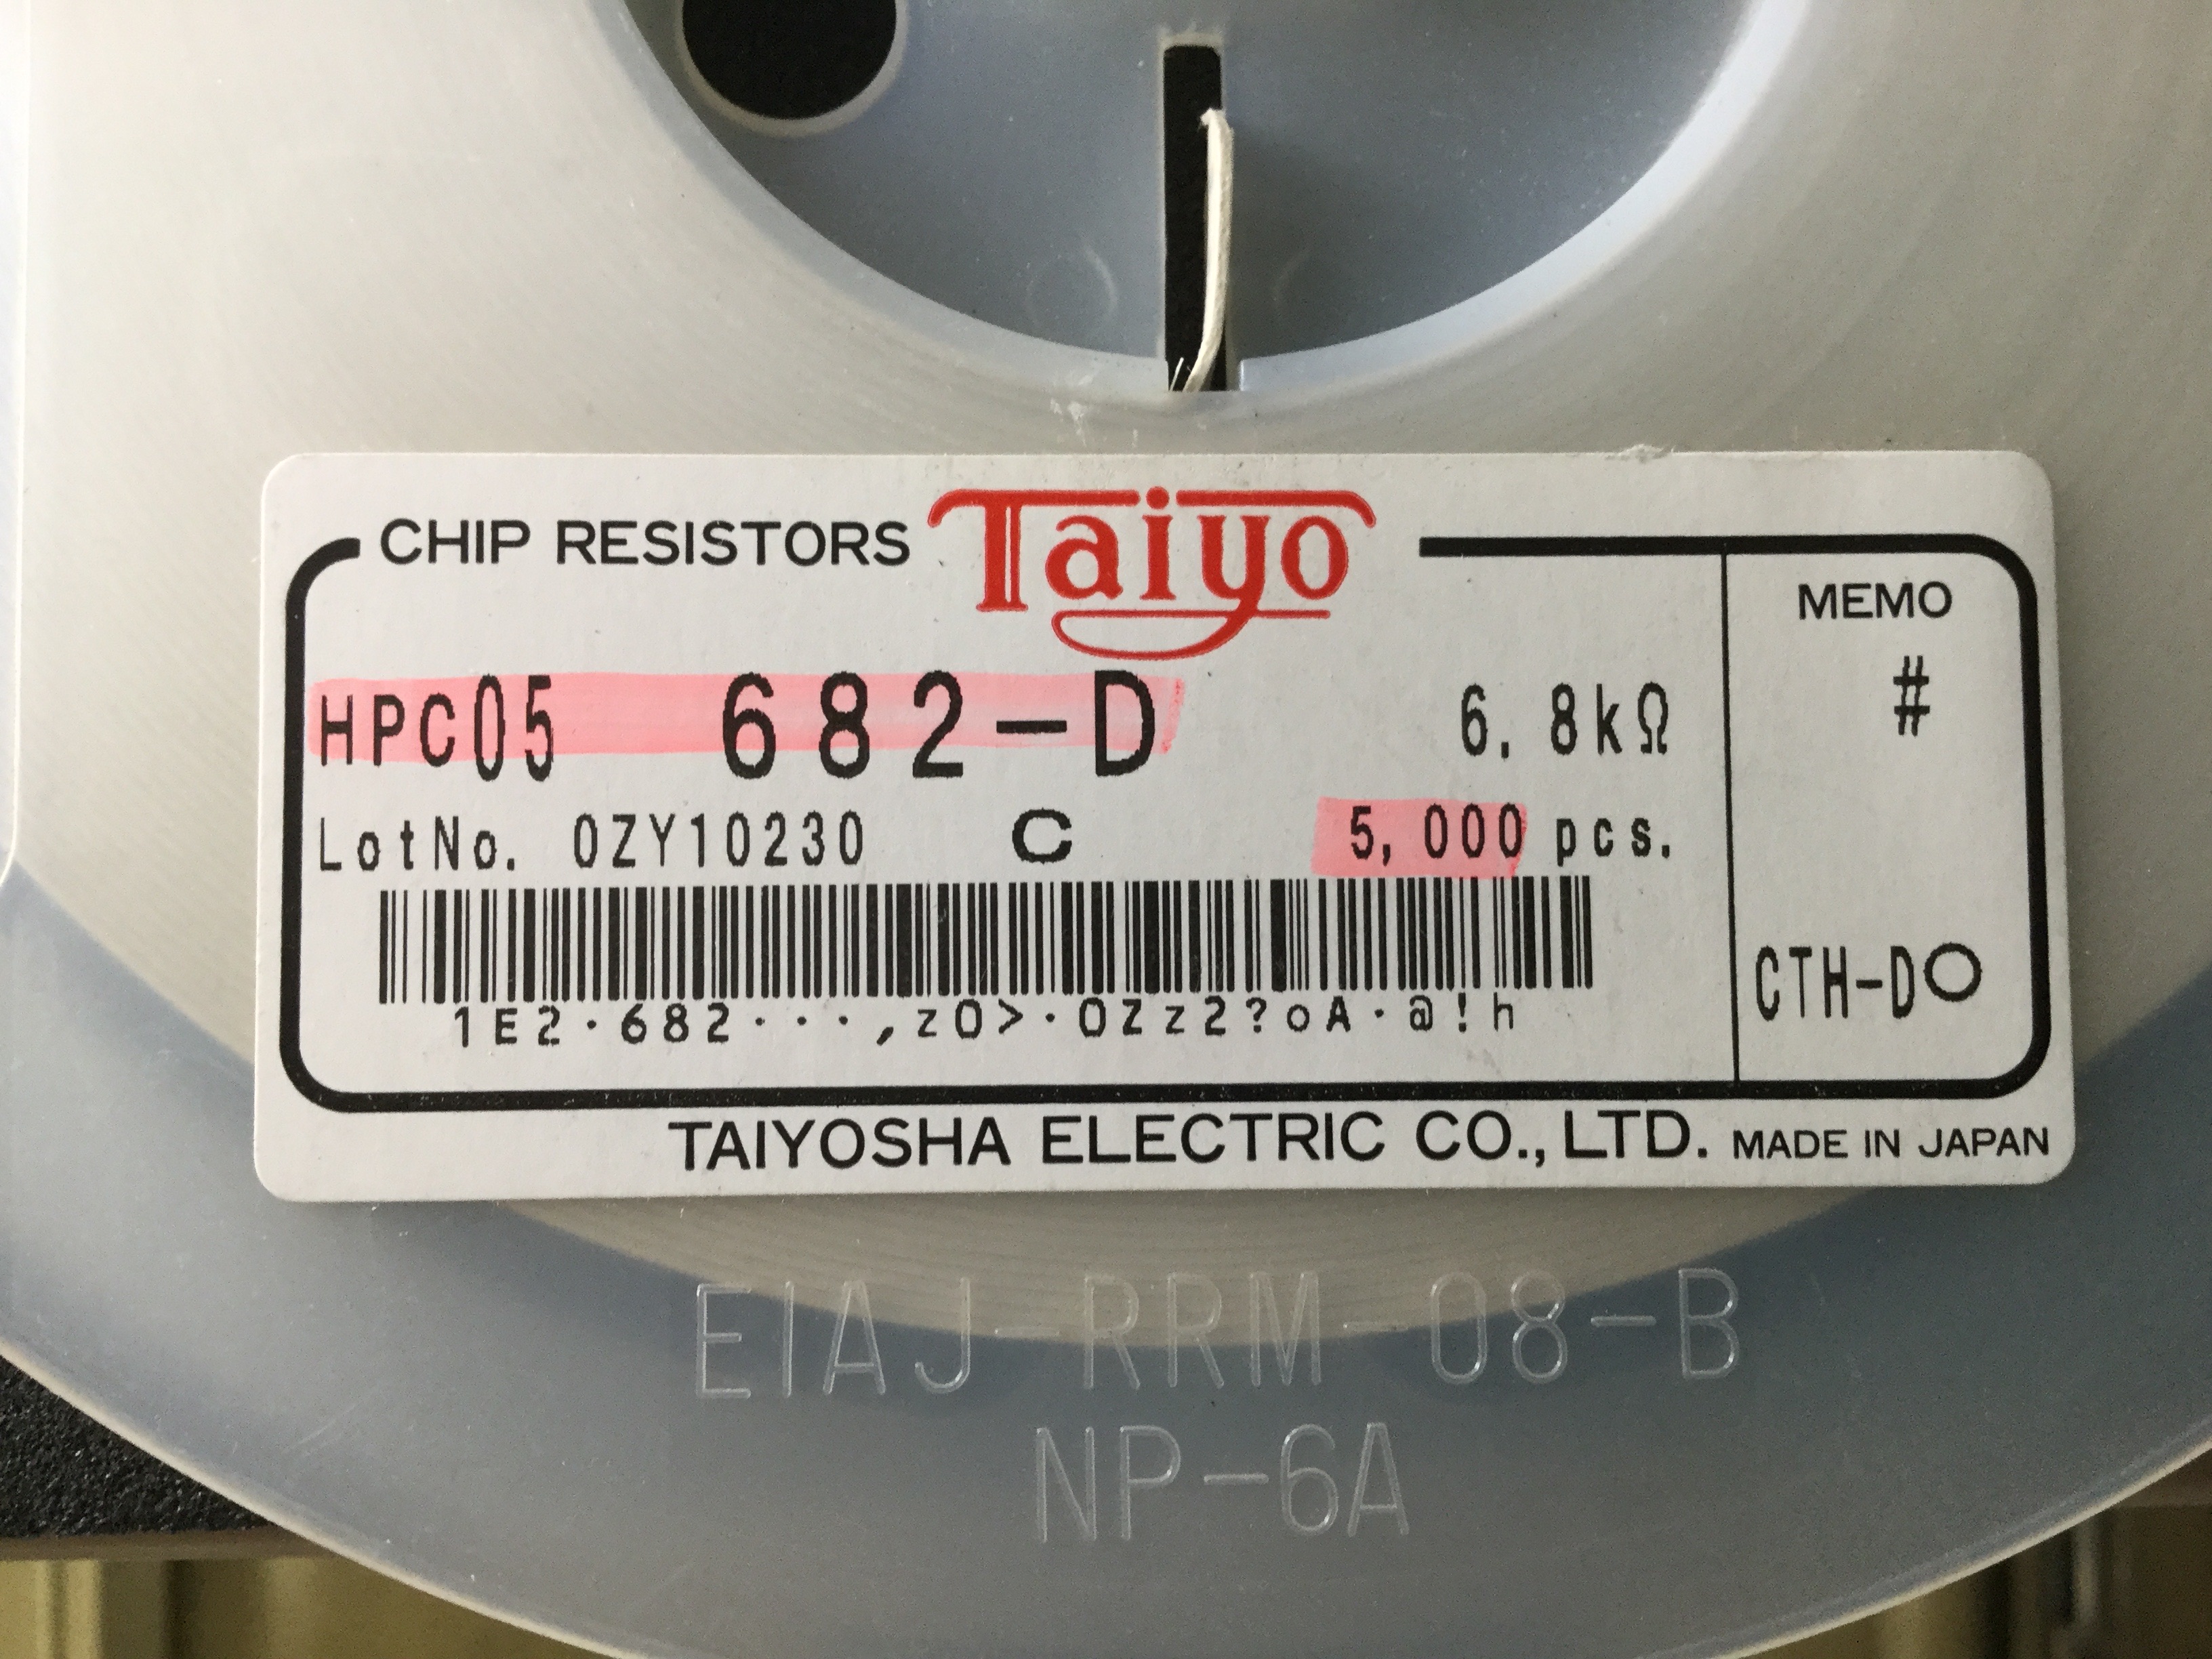 CHIP RESISTORS Taiyo
MEMO
#
HPC05 682-D 6.8kΩ
LotNo. 0ZY10230 C 5,000 pcs.
1E2·682···,zO>·OZz2?oA·@!h
CTH-DO
TAIYOSHA ELECTRIC CO.,LTD. MADE IN JAPAN
EIAJ-RRM-08-B
NP-6A